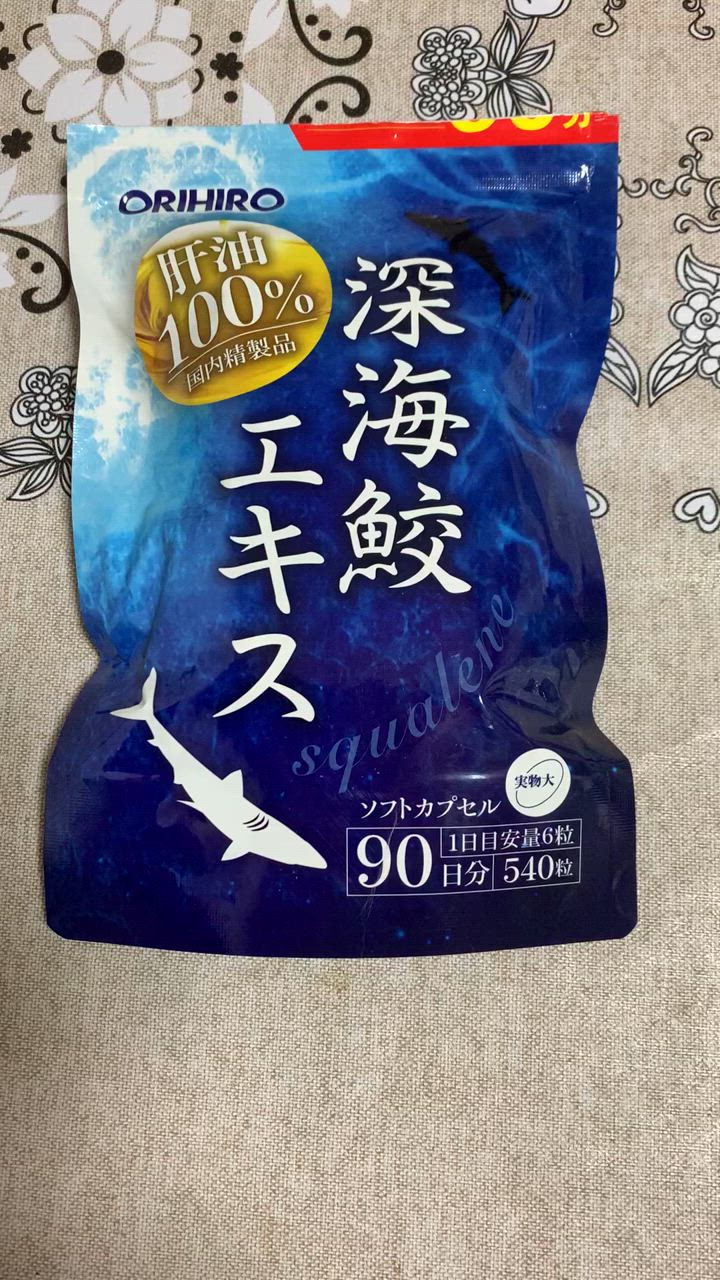 ORIHIRO
肝油
100%
国内精製品
深海鮫
エキス
squalene
ソフトカプセル
実物大
90日分
1日目安量6粒
540粒